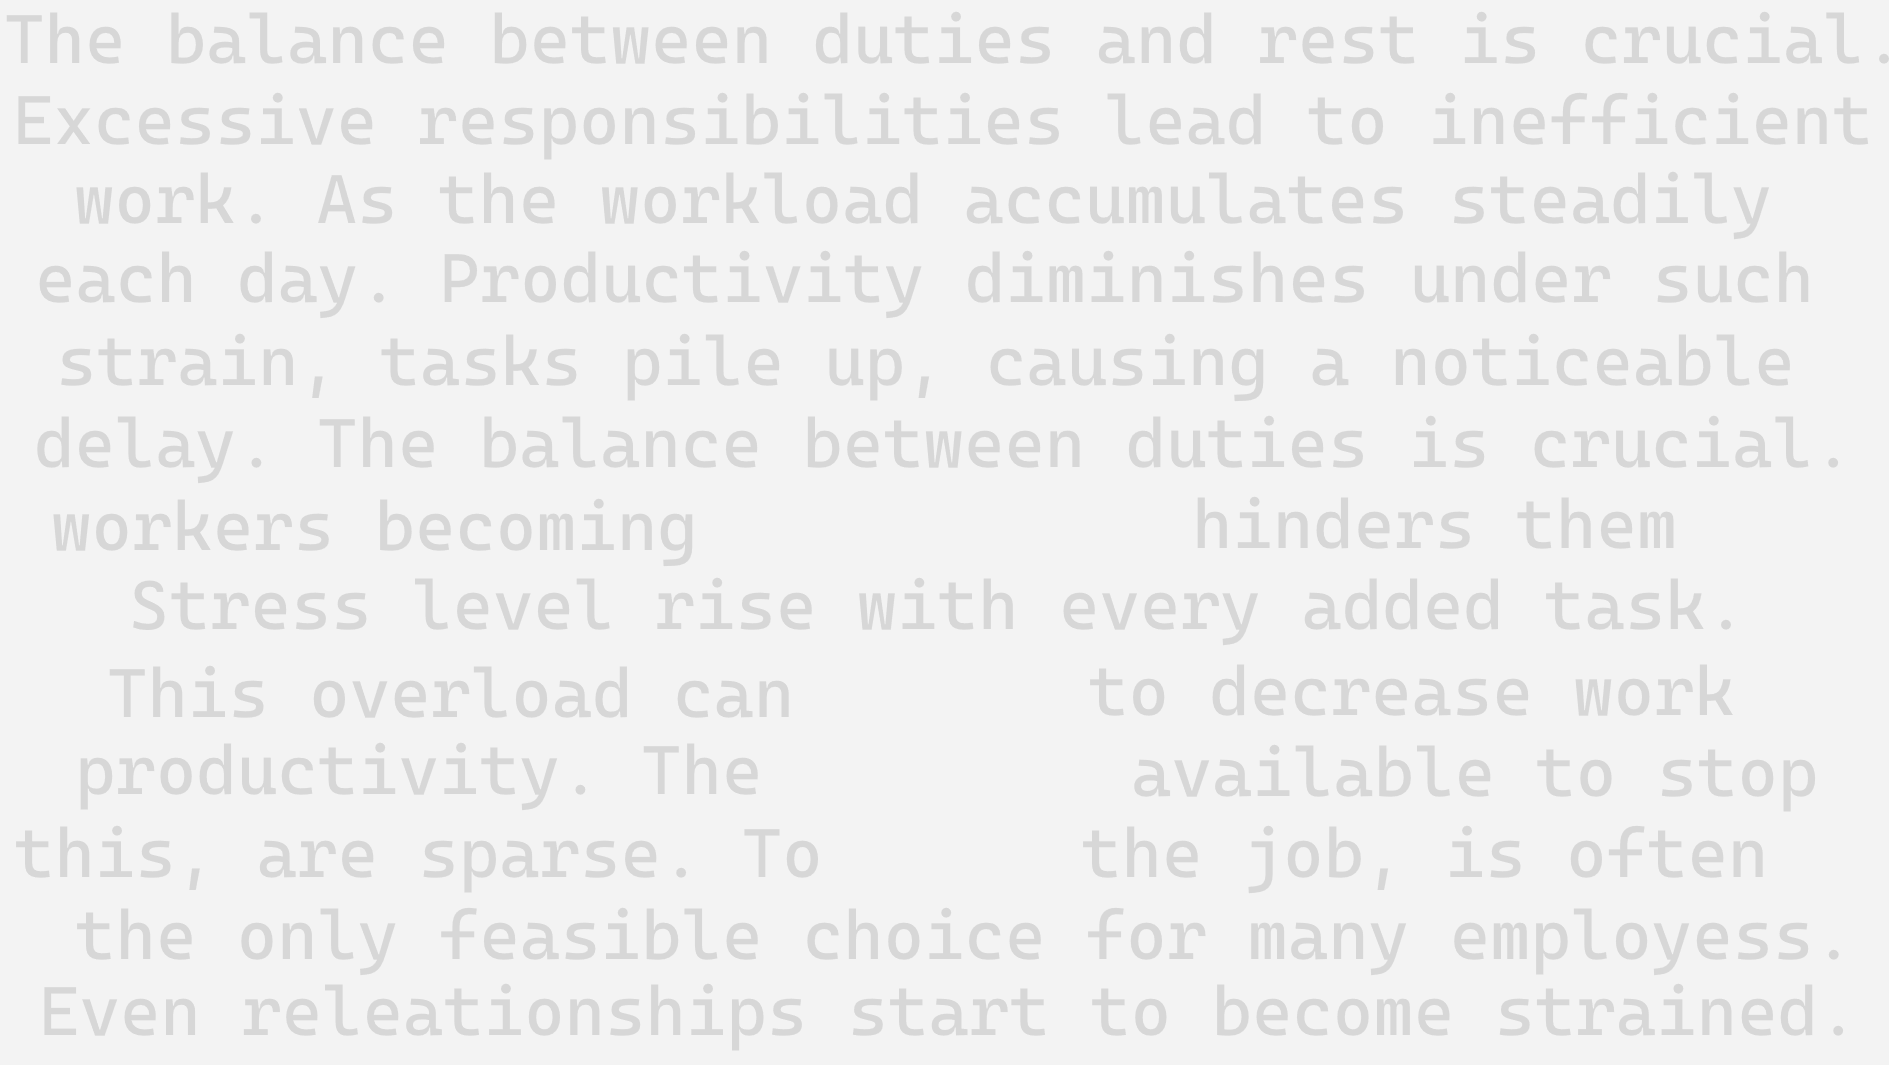 The balance between duties and rest is crucial.
Excessive responsibilities lead to inefficient
work. As the workload accumulates steadily
each day. Productivity diminishes under such
strain, tasks pile up, causing a noticeable
delay. The balance between duties is crucial.
workers becoming hinders them
Stress level rise with every added task.
This overload can to decrease work
productivity. The available to stop
this, are sparse. To the job, is often
the only feasible choice for many employess.
Even releationships start to become strained.